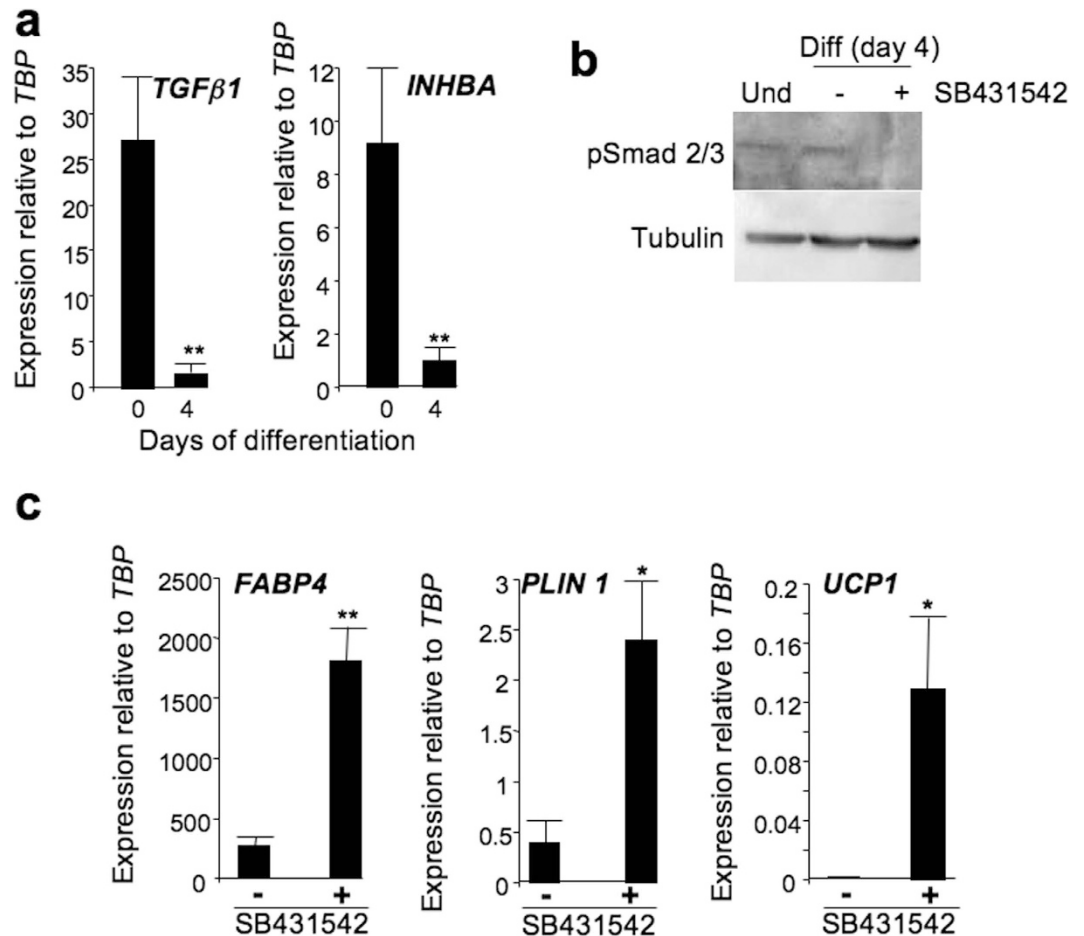 a
Expression relative to TBP
35
30
25
20
15
10
5
0
TGFβ1
**
0 4
Expression relative to TBP
12
10
8
6
4
2
0
INHBA
**
0 4
Days of differentiation
b
Diff (day 4)
Und - + SB431542
pSmad 2/3
Tubulin
c
Expression relative to TBP
2500
2000
1500
1000
500
0
FABP4
**
- +
SB431542
Expression relative to TBP
3
2.5
2
1.5
1
0.5
0
PLIN 1
*
- +
SB431542
Expression relative to TBP
0.2
0.16
0.12
0.08
0.04
0
UCP1
*
- +
SB431542